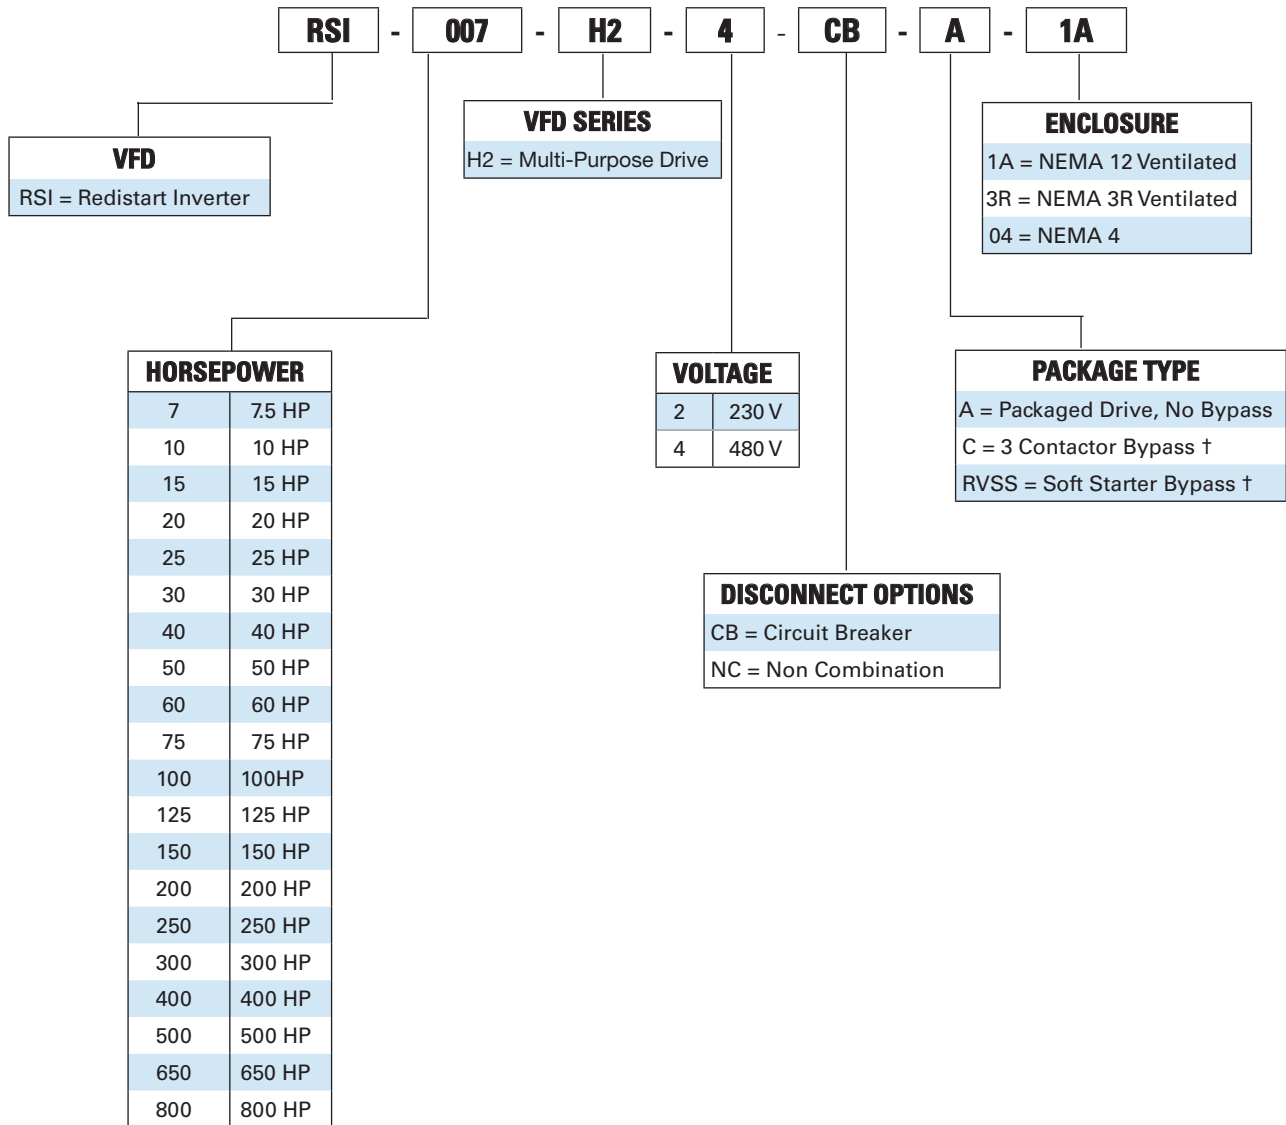 RSI - 007 - H2 - 4 - CB - A - 1A
VFD
RSI = Redistart Inverter
VFD SERIES
H2 = Multi-Purpose Drive
ENCLOSURE
1A = NEMA 12 Ventilated
3R = NEMA 3R Ventilated
04 = NEMA 4
HORSEPOWER
7 7.5 HP
10 10 HP
15 15 HP
20 20 HP
25 25 HP
30 30 HP
40 40 HP
50 50 HP
60 60 HP
75 75 HP
100 100HP
125 125 HP
150 150 HP
200 200 HP
250 250 HP
300 300 HP
400 400 HP
500 500 HP
650 650 HP
800 800 HP
VOLTAGE
2 230 V
4 480 V
PACKAGE TYPE
A = Packaged Drive, No Bypass
C = 3 Contactor Bypass †
RVSS = Soft Starter Bypass †
DISCONNECT OPTIONS
CB = Circuit Breaker
NC = Non Combination